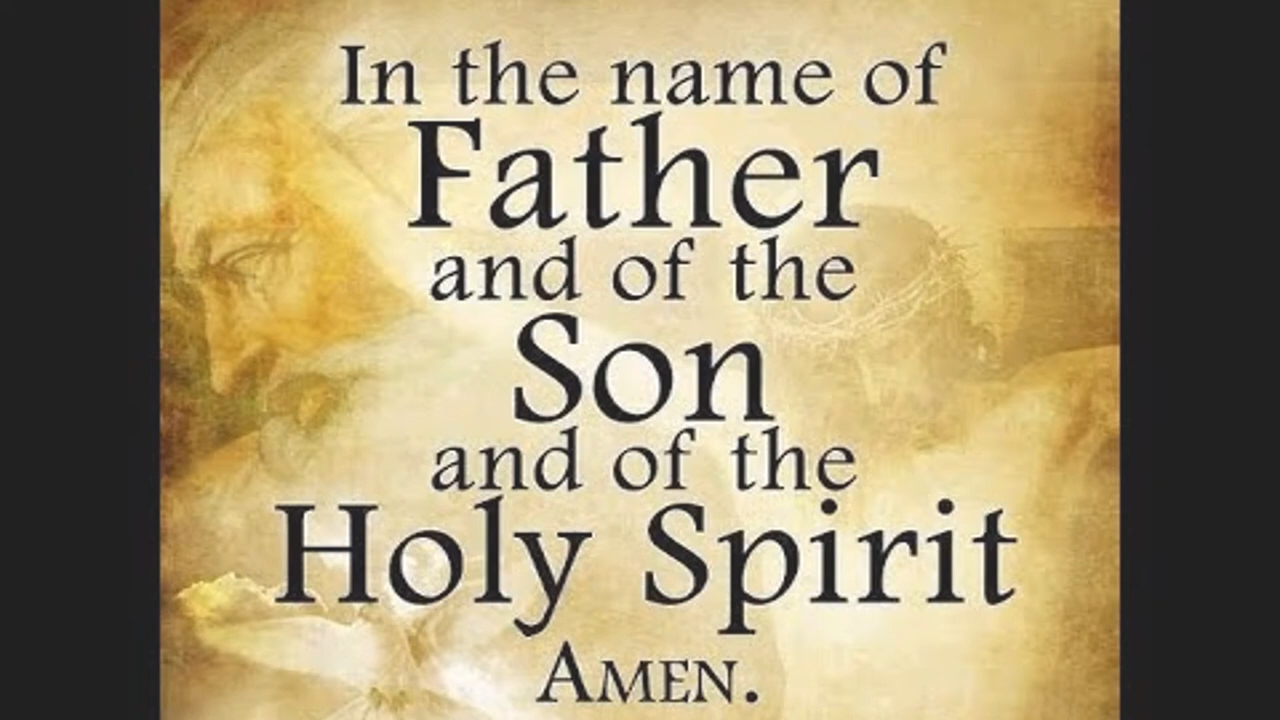 In the name of
Father
and of the
Son
and of the
Holy Spirit
AMEN.